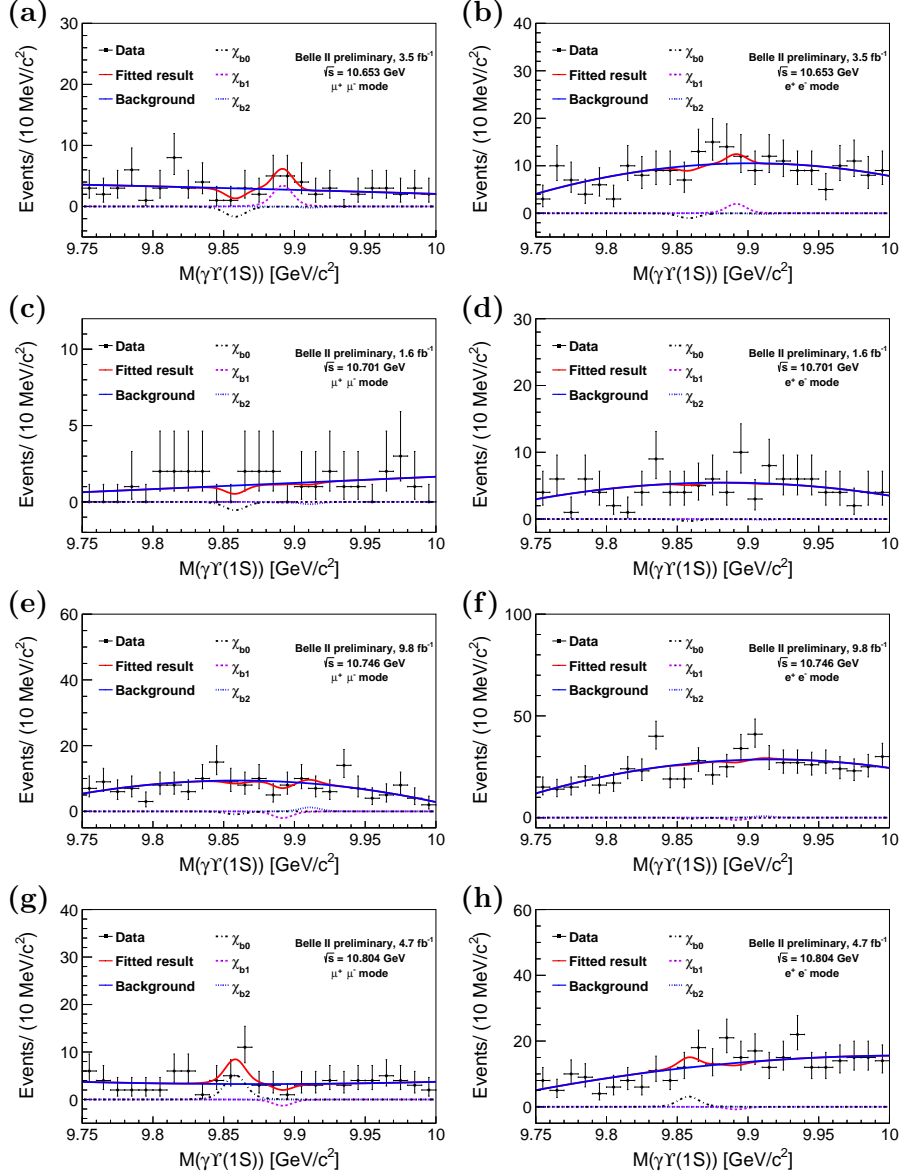 (a)
Events/ (10 MeV/c²)
30
20
10
0
Data
Fitted result
Background
χb0
χb1
χb2
Belle II preliminary, 3.5 fb⁻¹
√s = 10.653 GeV
μ⁺ μ⁻ mode
9.75 9.8 9.85 9.9 9.95 10
M(γΥ(1S)) [GeV/c²]
(b)
Events/ (10 MeV/c²)
40
30
20
10
0
Data
Fitted result
Background
χb0
χb1
χb2
Belle II preliminary, 3.5 fb⁻¹
√s = 10.653 GeV
e⁺ e⁻ mode
9.75 9.8 9.85 9.9 9.95 10
M(γΥ(1S)) [GeV/c²]
(c)
Events/ (10 MeV/c²)
10
5
0
Data
Fitted result
Background
χb0
χb1
χb2
Belle II preliminary, 1.6 fb⁻¹
√s = 10.701 GeV
μ⁺ μ⁻ mode
9.75 9.8 9.85 9.9 9.95 10
M(γΥ(1S)) [GeV/c²]
(d)
Events/ (10 MeV/c²)
30
20
10
0
Data
Fitted result
Background
χb0
χb1
χb2
Belle II preliminary, 1.6 fb⁻¹
√s = 10.701 GeV
e⁺ e⁻ mode
9.75 9.8 9.85 9.9 9.95 10
M(γΥ(1S)) [GeV/c²]
(e)
Events/ (10 MeV/c²)
60
40
20
0
Data
Fitted result
Background
χb0
χb1
χb2
Belle II preliminary, 9.8 fb⁻¹
√s = 10.746 GeV
μ⁺ μ⁻ mode
9.75 9.8 9.85 9.9 9.95 10
M(γΥ(1S)) [GeV/c²]
(f)
Events/ (10 MeV/c²)
100
50
0
Data
Fitted result
Background
χb0
χb1
χb2
Belle II preliminary, 9.8 fb⁻¹
√s = 10.746 GeV
e⁺ e⁻ mode
9.75 9.8 9.85 9.9 9.95 10
M(γΥ(1S)) [GeV/c²]
(g)
Events/ (10 MeV/c²)
40
30
20
10
0
Data
Fitted result
Background
χb0
χb1
χb2
Belle II preliminary, 4.7 fb⁻¹
√s = 10.804 GeV
μ⁺ μ⁻ mode
9.75 9.8 9.85 9.9 9.95 10
M(γΥ(1S)) [GeV/c²]
(h)
Events/ (10 MeV/c²)
60
40
20
0
Data
Fitted result
Background
χb0
χb1
χb2
Belle II preliminary, 4.7 fb⁻¹
√s = 10.804 GeV
e⁺ e⁻ mode
9.75 9.8 9.85 9.9 9.95 10
M(γΥ(1S)) [GeV/c²]